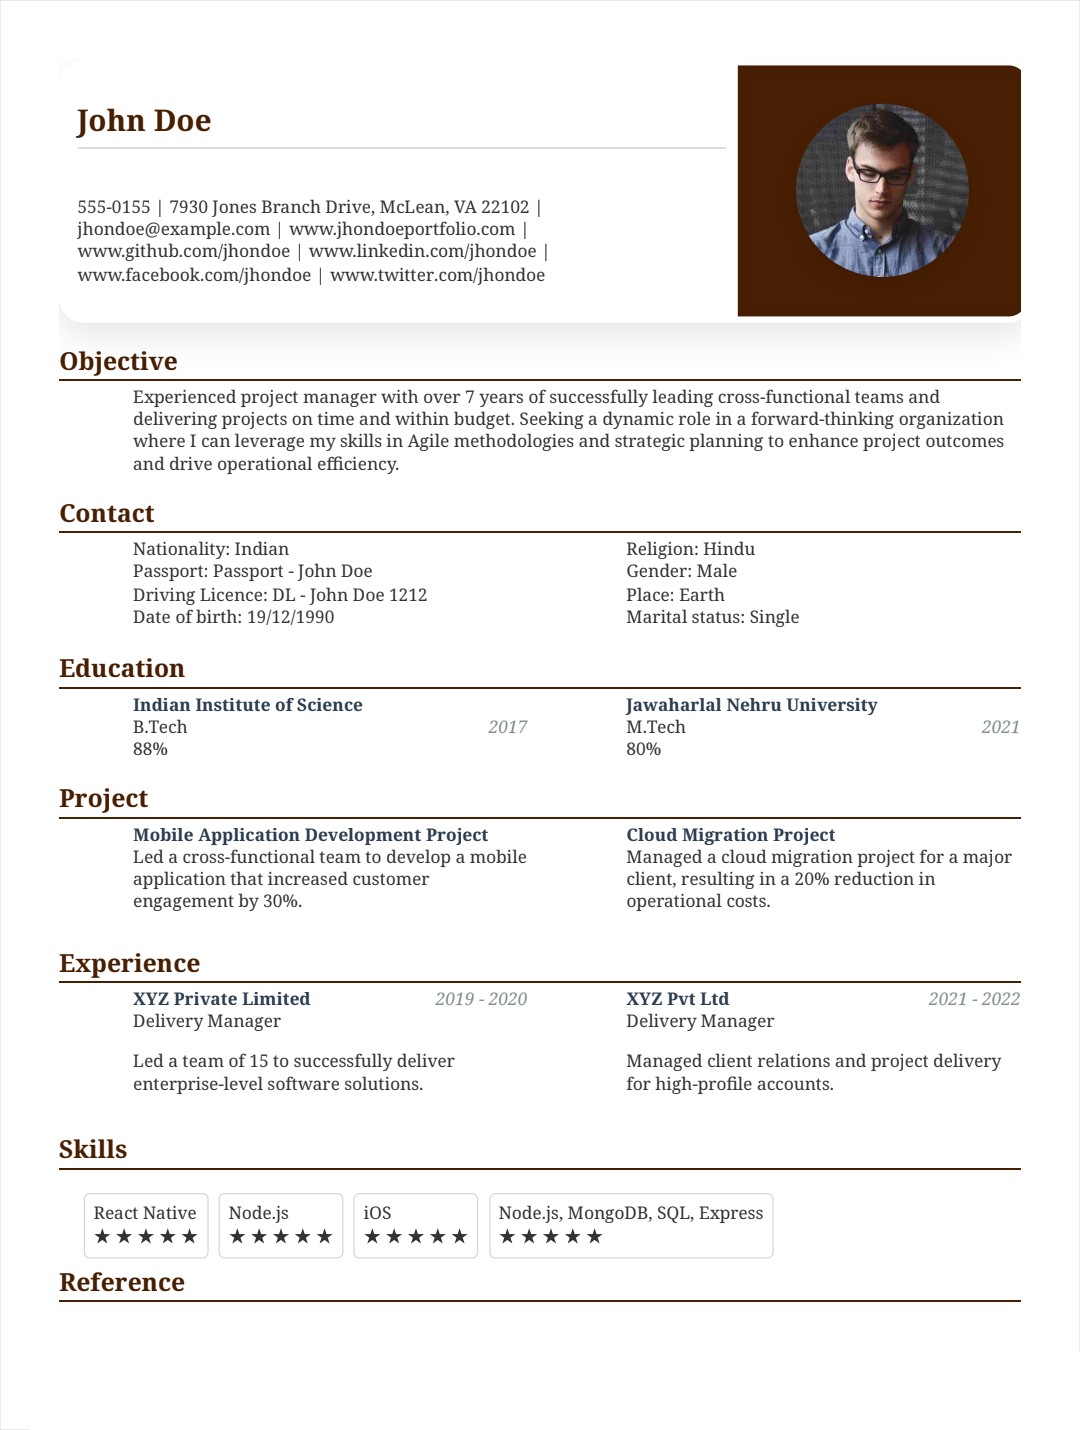 John Doe
555-0155 | 7930 Jones Branch Drive, McLean, VA 22102 |
jhondoe@example.com | www.jhondoeportfolio.com |
www.github.com/jhondoe | www.linkedin.com/jhondoe |
www.facebook.com/jhondoe | www.twitter.com/jhondoe
Objective
Experienced project manager with over 7 years of successfully leading cross-functional teams and
delivering projects on time and within budget. Seeking a dynamic role in a forward-thinking organization
where I can leverage my skills in Agile methodologies and strategic planning to enhance project outcomes
and drive operational efficiency.
Contact
Nationality: Indian
Passport: Passport - John Doe
Driving Licence: DL - John Doe 1212
Date of birth: 19/12/1990
Religion: Hindu
Gender: Male
Place: Earth
Marital status: Single
Education
Indian Institute of Science
B.Tech 2017
88%
Jawaharlal Nehru University
M.Tech 2021
80%
Project
Mobile Application Development Project
Led a cross-functional team to develop a mobile
application that increased customer
engagement by 30%.
Cloud Migration Project
Managed a cloud migration project for a major
client, resulting in a 20% reduction in
operational costs.
Experience
XYZ Private Limited 2019 - 2020
Delivery Manager
Led a team of 15 to successfully deliver
enterprise-level software solutions.
XYZ Pvt Ltd 2021 - 2022
Delivery Manager
Managed client relations and project delivery
for high-profile accounts.
Skills
React Native
★★★★★
Node.js
★★★★★
iOS
★★★★★
Node.js, MongoDB, SQL, Express
★★★★★
Reference